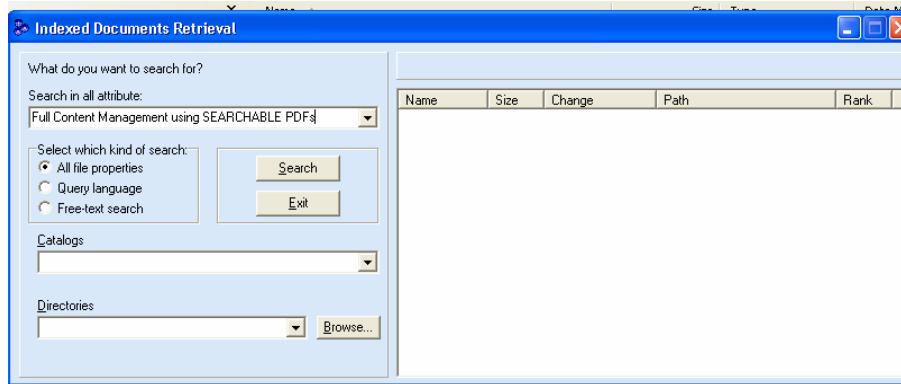 Indexed Documents Retrieval
What do you want to search for?
Search in all attribute:
Full Content Management using SEARCHABLE PDFs
Select which kind of search:
All file properties
Query language
Free-text search
Search
Exit
Catalogs
Directories
Browse...
Name Size Change Path Rank